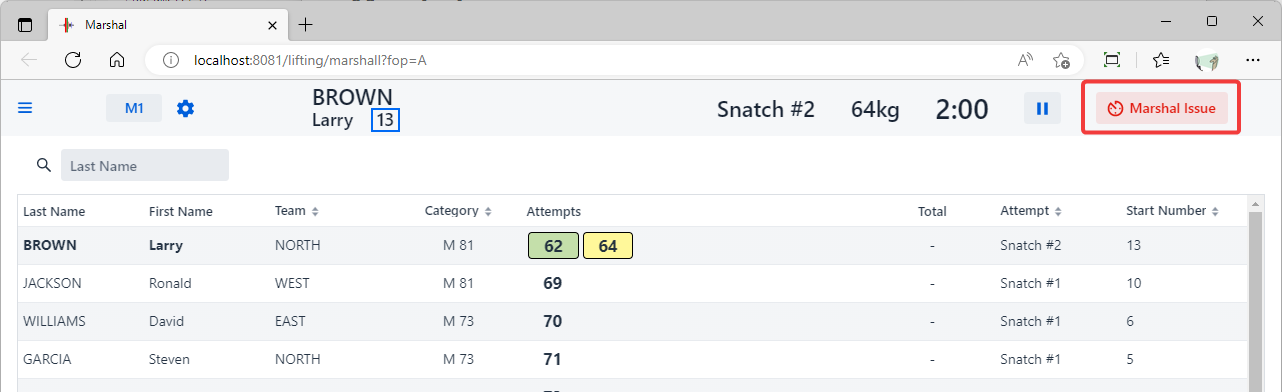 Marshal
localhost:8081/lifting/marshall?fop=A
M1 BROWN Larry 13 Snatch #2 64kg 2:00 Marshal Issue
Last Name
Last Name First Name Team Category Attempts Total Attempt Start Number
BROWN Larry NORTH M 81 62 64 - Snatch #2 13
JACKSON Ronald WEST M 81 69 - Snatch #1 10
WILLIAMS David EAST M 73 70 - Snatch #1 6
GARCIA Steven NORTH M 73 71 - Snatch #1 5